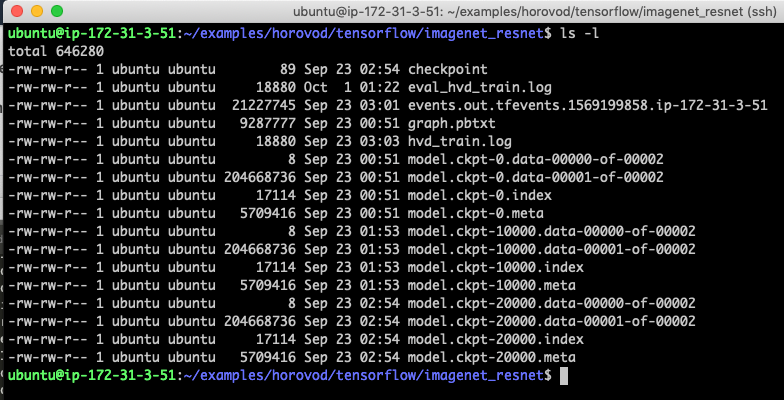 ubuntu@ip-172-31-3-51: ~/examples/horovod/tensorflow/imagenet_resnet (ssh)
ubuntu@ip-172-31-3-51:~/examples/horovod/tensorflow/imagenet_resnet$ ls -l
total 646280
-rw-rw-r-- 1 ubuntu ubuntu        89 Sep 23 02:54 checkpoint
-rw-rw-r-- 1 ubuntu ubuntu     18880 Oct  1 01:22 eval_hvd_train.log
-rw-rw-r-- 1 ubuntu ubuntu  21227745 Sep 23 03:01 events.out.tfevents.1569199858.ip-172-31-3-51
-rw-rw-r-- 1 ubuntu ubuntu   9287777 Sep 23 00:51 graph.pbtxt
-rw-rw-r-- 1 ubuntu ubuntu     18880 Sep 23 03:03 hvd_train.log
-rw-rw-r-- 1 ubuntu ubuntu         8 Sep 23 00:51 model.ckpt-0.data-00000-of-00002
-rw-rw-r-- 1 ubuntu ubuntu 204668736 Sep 23 00:51 model.ckpt-0.data-00001-of-00002
-rw-rw-r-- 1 ubuntu ubuntu     17114 Sep 23 00:51 model.ckpt-0.index
-rw-rw-r-- 1 ubuntu ubuntu   5709416 Sep 23 00:51 model.ckpt-0.meta
-rw-rw-r-- 1 ubuntu ubuntu         8 Sep 23 01:53 model.ckpt-10000.data-00000-of-00002
-rw-rw-r-- 1 ubuntu ubuntu 204668736 Sep 23 01:53 model.ckpt-10000.data-00001-of-00002
-rw-rw-r-- 1 ubuntu ubuntu     17114 Sep 23 01:53 model.ckpt-10000.index
-rw-rw-r-- 1 ubuntu ubuntu   5709416 Sep 23 01:53 model.ckpt-10000.meta
-rw-rw-r-- 1 ubuntu ubuntu         8 Sep 23 02:54 model.ckpt-20000.data-00000-of-00002
-rw-rw-r-- 1 ubuntu ubuntu 204668736 Sep 23 02:54 model.ckpt-20000.data-00001-of-00002
-rw-rw-r-- 1 ubuntu ubuntu     17114 Sep 23 02:54 model.ckpt-20000.index
-rw-rw-r-- 1 ubuntu ubuntu   5709416 Sep 23 02:54 model.ckpt-20000.meta
ubuntu@ip-172-31-3-51:~/examples/horovod/tensorflow/imagenet_resnet$